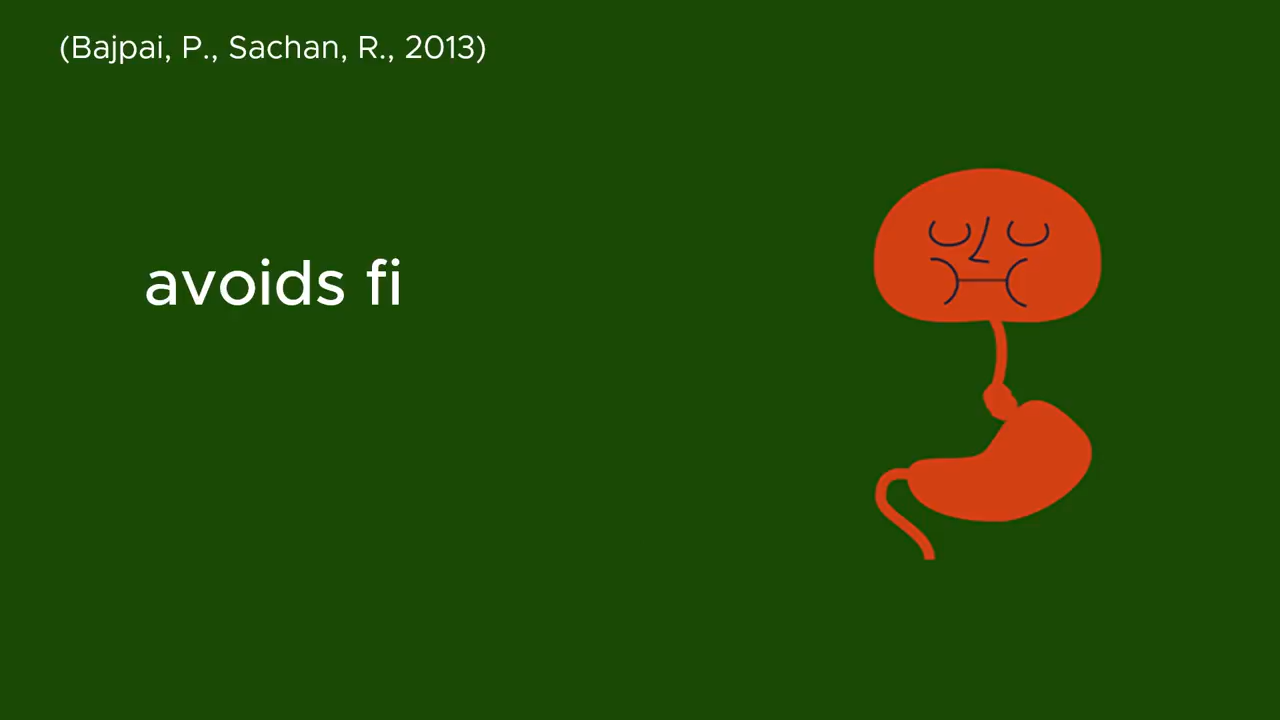 (Bajpai, P., Sachan, R., 2013)
avoids fi